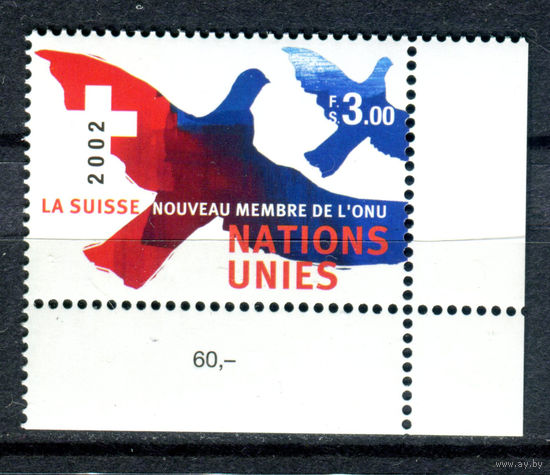 F.S. 3.00
2002
LA SUISSE NOUVEAU MEMBRE DE L'ONU
NATIONS
UNIES
60,–
www.ay.by